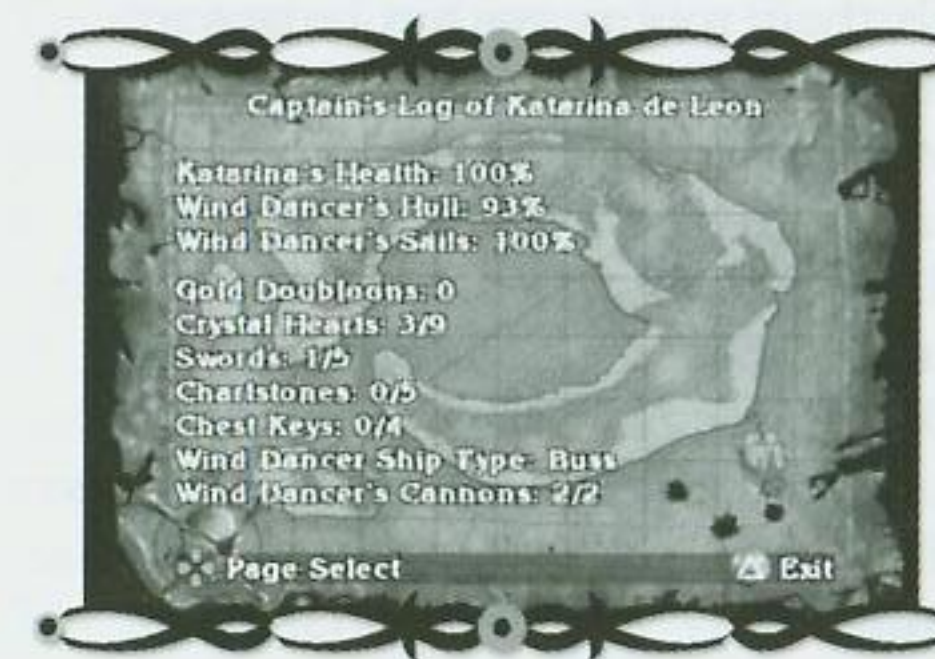 Captain's Log of Katarina de Leon
Katarina's Health: 100%
Wind Dancer's Hull: 93%
Wind Dancer's Sails: 100%
Gold Doubloons: 0
Crystal Hearts: 3/9
Swords: 1/5
Chartstones: 0/5
Chest Keys: 0/4
Wind Dancer Ship Type: Buss
Wind Dancer's Cannons: 2/2
Page Select
Exit